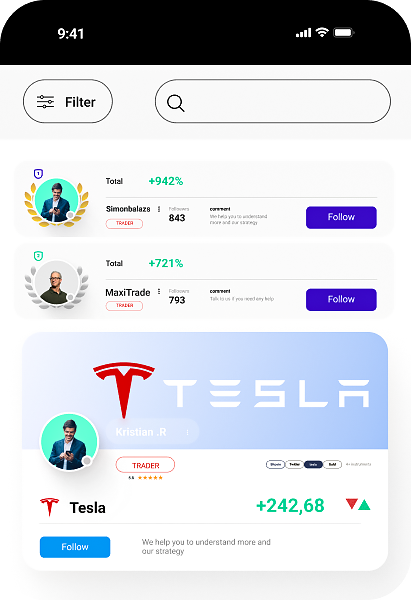 9:41
Filter
1
Total +942%
Simonbalazs Followers comment
TRADER 843 We help you to understand
more and our strategy
Follow
2
Total +721%
MaxiTrade Followers comment
TRADER 793 Talk to us if you need any help
Follow
TESLA
Kristian .R
TRADER
5.0
Bitcoin Twitter tesla Gold
Tesla +242,68
Follow
We help you to understand more and
our strategy